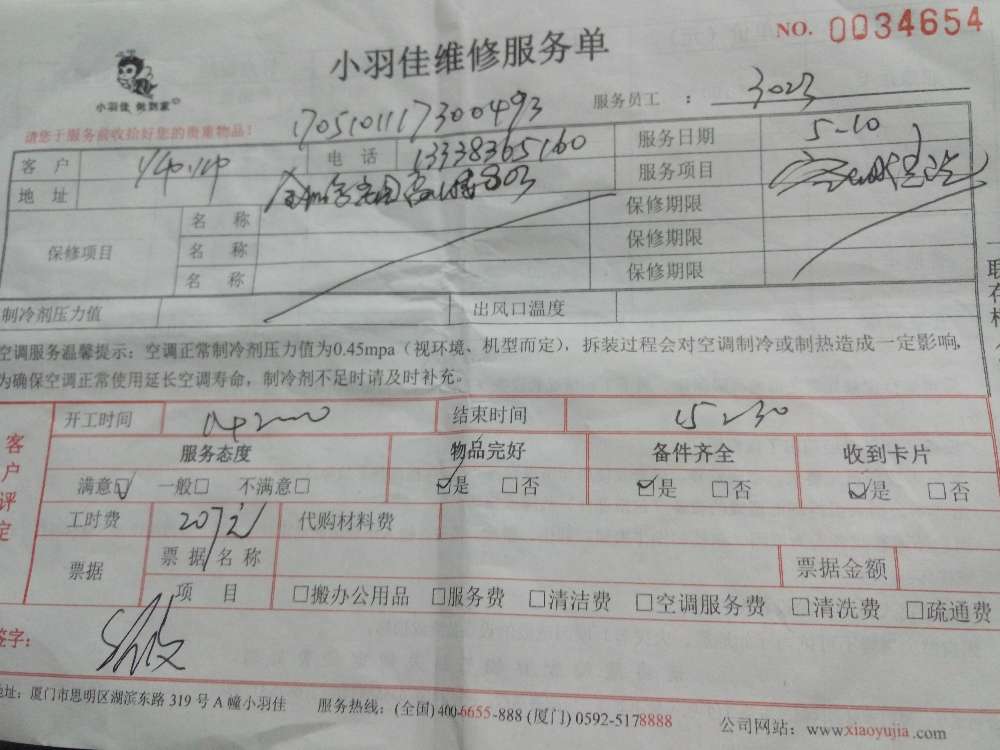 NO. 0034654
小羽佳维修服务单
小羽佳 做到家
服务员工 : 3023
请您于服务前收拾好您的贵重物品!
17051011173004 93
客 户 电 话 13338365160 服务日期 5-10
地 址 803 服务项目
保修项目 名 称 保修期限
名 称 保修期限
名 称 保修期限
制冷剂压力值 出风口温度
空调服务温馨提示：空调正常制冷剂压力值为0.45mpa（视环境、机型而定），拆装过程会对空调制冷或制热造成一定影响，
为确保空调正常使用延长空调寿命，制冷剂不足时请及时补充。
客户评定
开工时间 结束时间
服务态度 物品完好 备件齐全 收到卡片
满意☑ 一般□ 不满意□ ☑是 □否 ☑是 □否 ☑是 □否
工时费 207元 代购材料费
票据 票据名称 票据金额
项 目 □搬办公用品 □服务费 □清洁费 □空调服务费 □清洗费 □疏通费
签字：
地址：厦门市思明区湖滨东路 319 号 A 幢小羽佳 服务热线：(全国) 400-6655-888 (厦门) 0592-5178888 公司网站：www.xiaoyujia.com